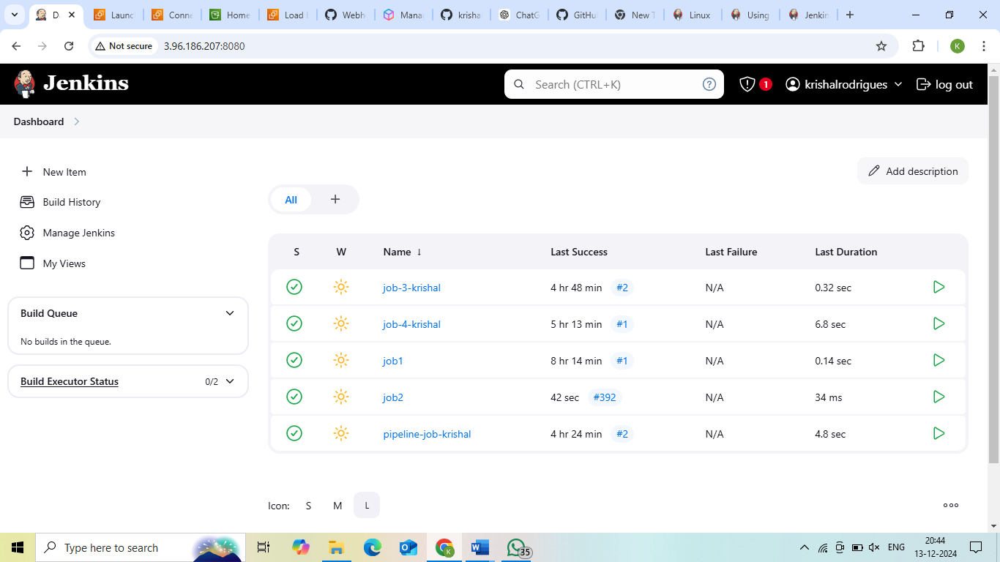 D
Launc
Conne
Home
Load
Webh
Mana
krisha
ChatG
GitHu
New T
Linux
Using
Jenkin
Not secure 3.96.186.207:8080
K
Jenkins
Search (CTRL+K)
1
krishalrodrigues
log out
Dashboard
New Item
Build History
Manage Jenkins
My Views
Build Queue
No builds in the queue.
Build Executor Status 0/2
Add description
All +
S W Name ↓ Last Success Last Failure Last Duration
job-3-krishal 4 hr 48 min #2 N/A 0.32 sec
job-4-krishal 5 hr 13 min #1 N/A 6.8 sec
job1 8 hr 14 min #1 N/A 0.14 sec
job2 42 sec #392 N/A 34 ms
pipeline-job-krishal 4 hr 24 min #2 N/A 4.8 sec
Icon: S M L
Type here to search
K
35
ENG
20:44
13-12-2024